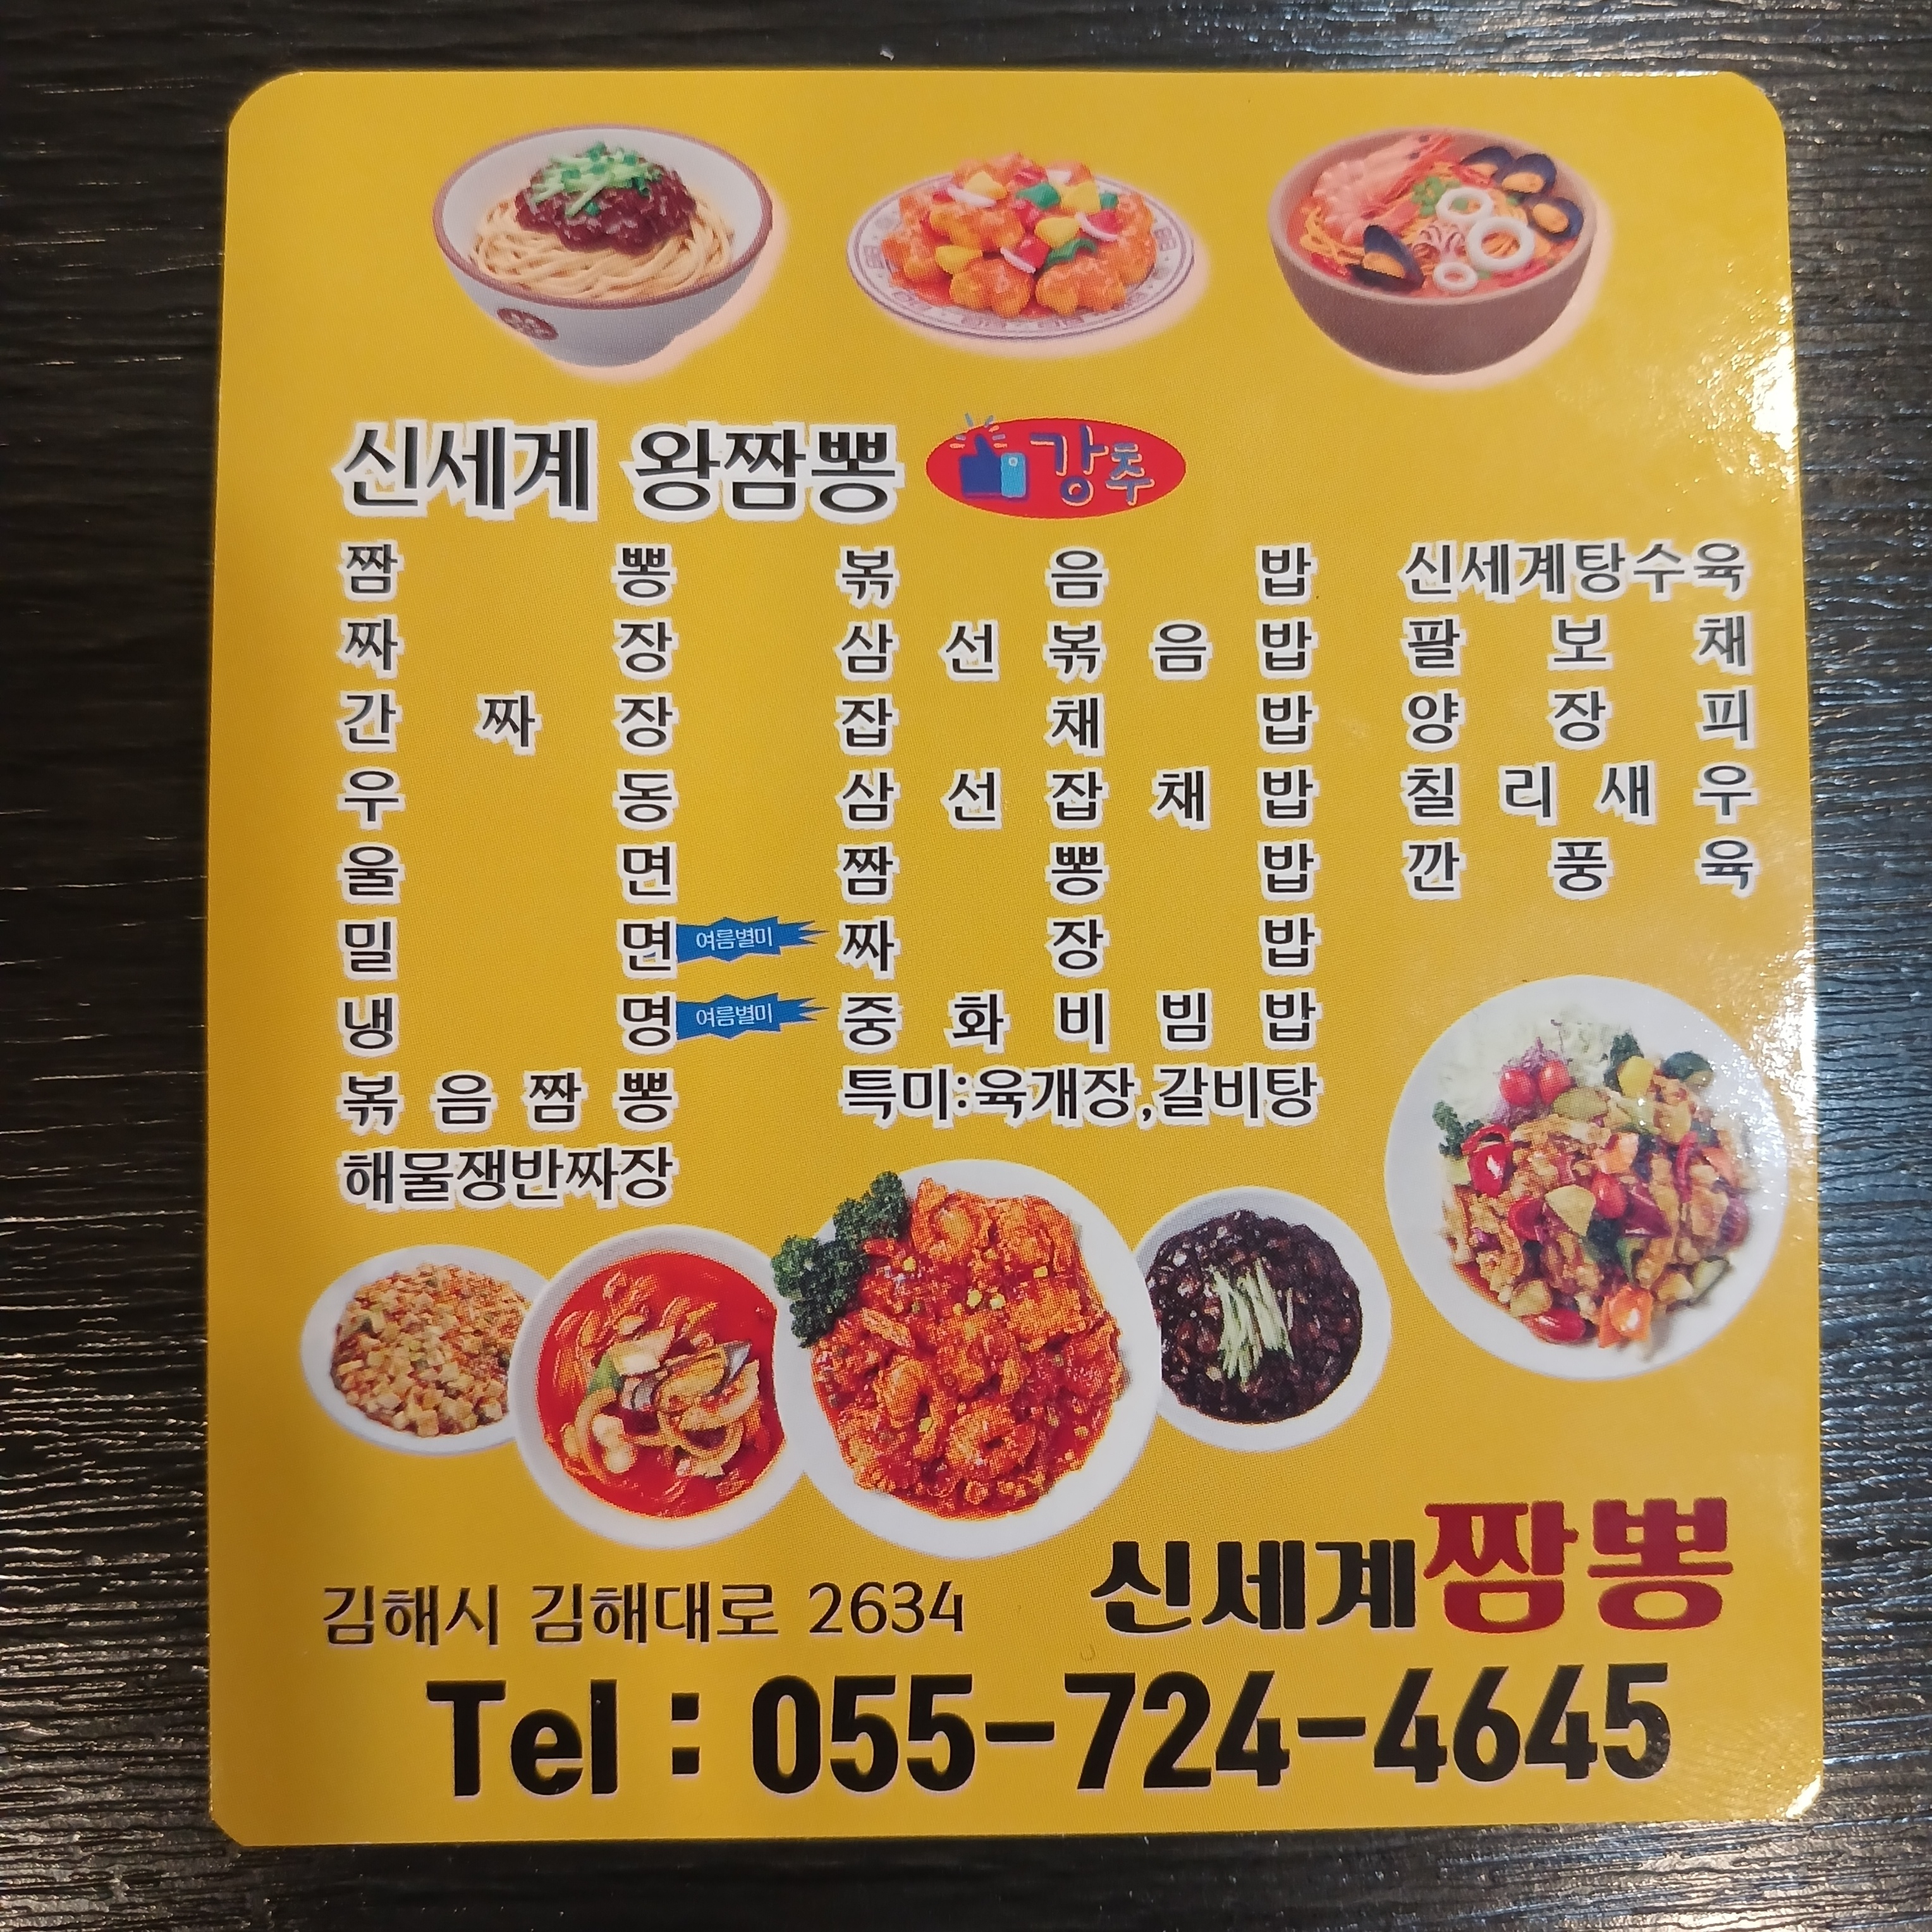 신세계 왕짬뽕 강추
짬뽕
짜장
간짜장
우동
울면
밀면 여름별미
냉명 여름별미
볶음짬뽕
해물쟁반짜장
볶음밥
삼선볶음밥
잡채밥
삼선잡채밥
짬뽕밥
짜장밥
중화비빔밥
특미:육개장,갈비탕
신세계탕수육
팔보채
양장피
칠리새우
깐풍육
김해시 김해대로 2634
신세계짬뽕
Tel : 055-724-4645